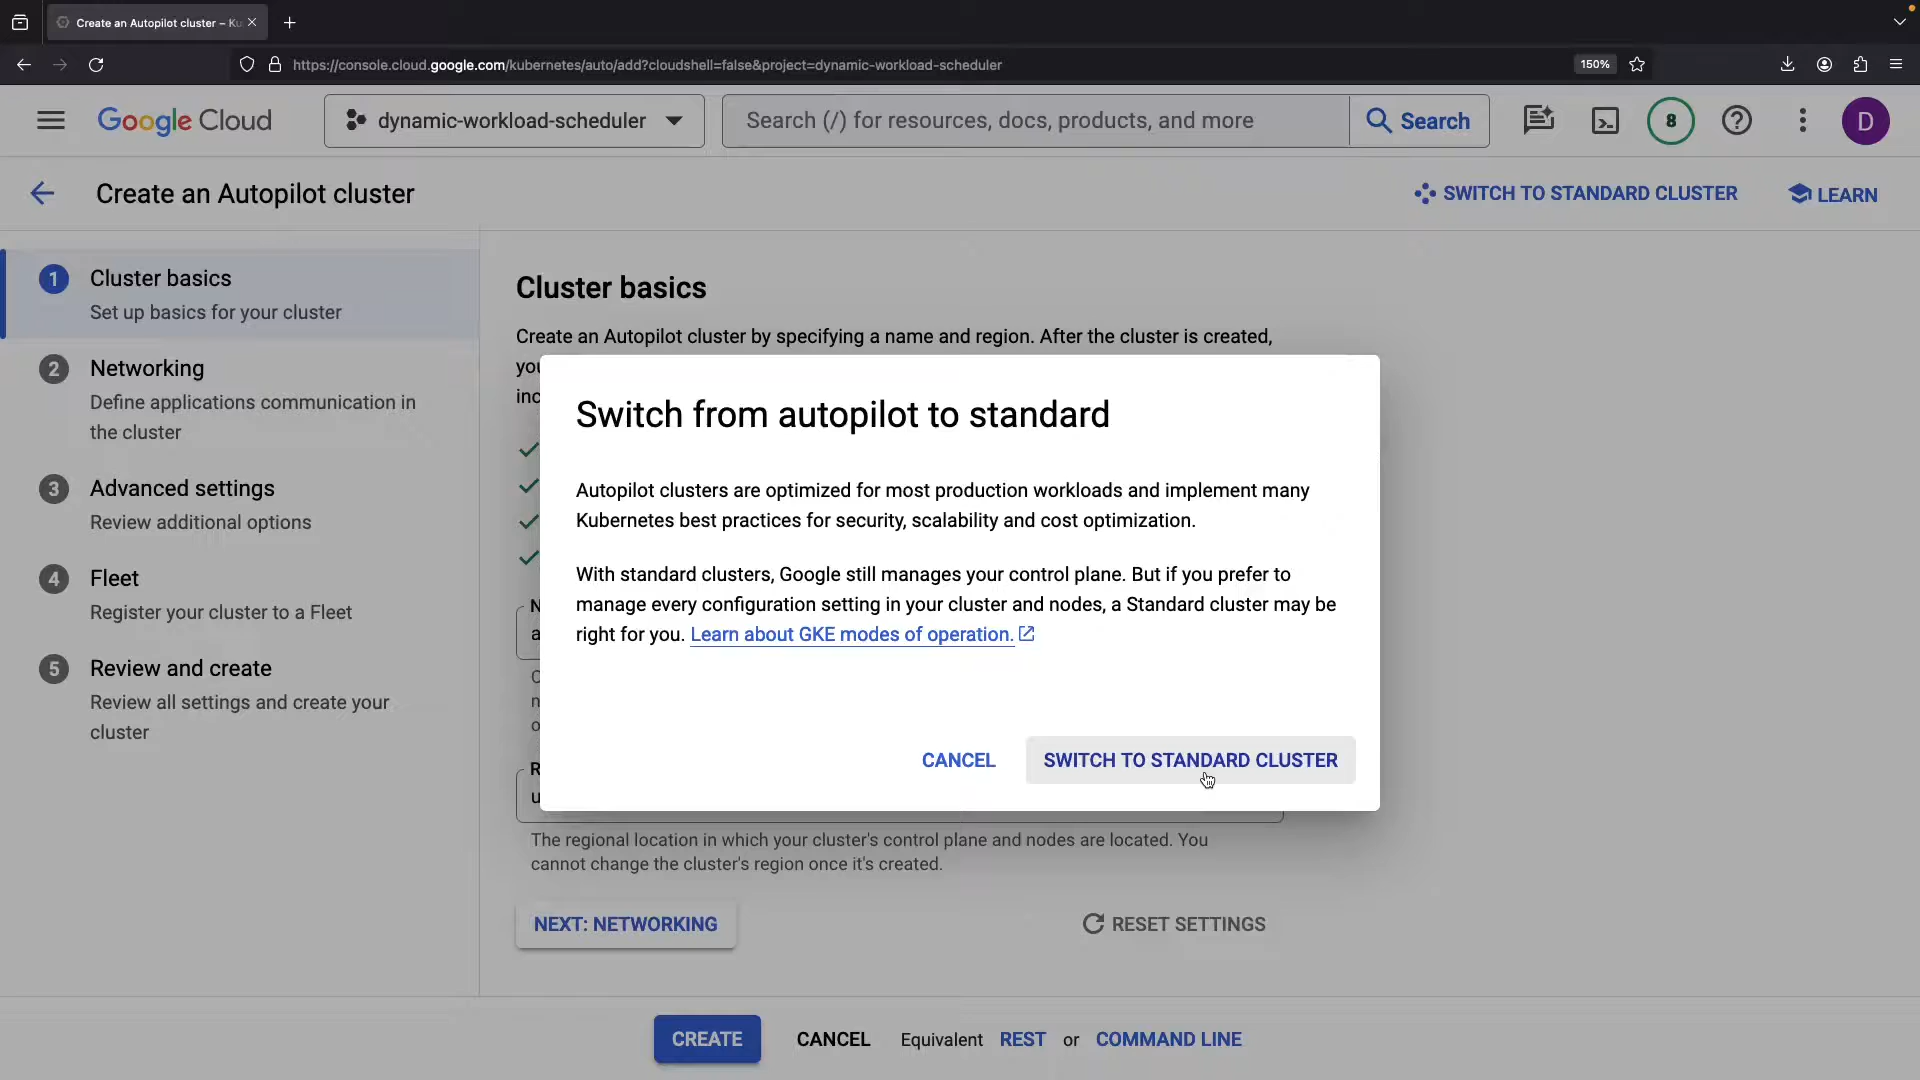 Create an Autopilot cluster – Ku
https://console.cloud.google.com/kubernetes/auto/add?cloudshell=false&project=dynamic-workload-scheduler
150%
Google Cloud
dynamic-workload-scheduler
Search (/) for resources, docs, products, and more
Search
8
D
Create an Autopilot cluster
SWITCH TO STANDARD CLUSTER
LEARN
1
Cluster basics
Set up basics for your cluster
2
Networking
Define applications communication in
the cluster
3
Advanced settings
Review additional options
4
Fleet
Register your cluster to a Fleet
5
Review and create
Review all settings and create your
cluster
Cluster basics
Create an Autopilot cluster by specifying a name and region. After the cluster is created,
Switch from autopilot to standard
Autopilot clusters are optimized for most production workloads and implement many
Kubernetes best practices for security, scalability and cost optimization.
With standard clusters, Google still manages your control plane. But if you prefer to
manage every configuration setting in your cluster and nodes, a Standard cluster may be
right for you. Learn about GKE modes of operation.
CANCEL
SWITCH TO STANDARD CLUSTER
The regional location in which your cluster's control plane and nodes are located. You
cannot change the cluster's region once it's created.
NEXT: NETWORKING
RESET SETTINGS
CREATE
CANCEL
Equivalent REST or COMMAND LINE